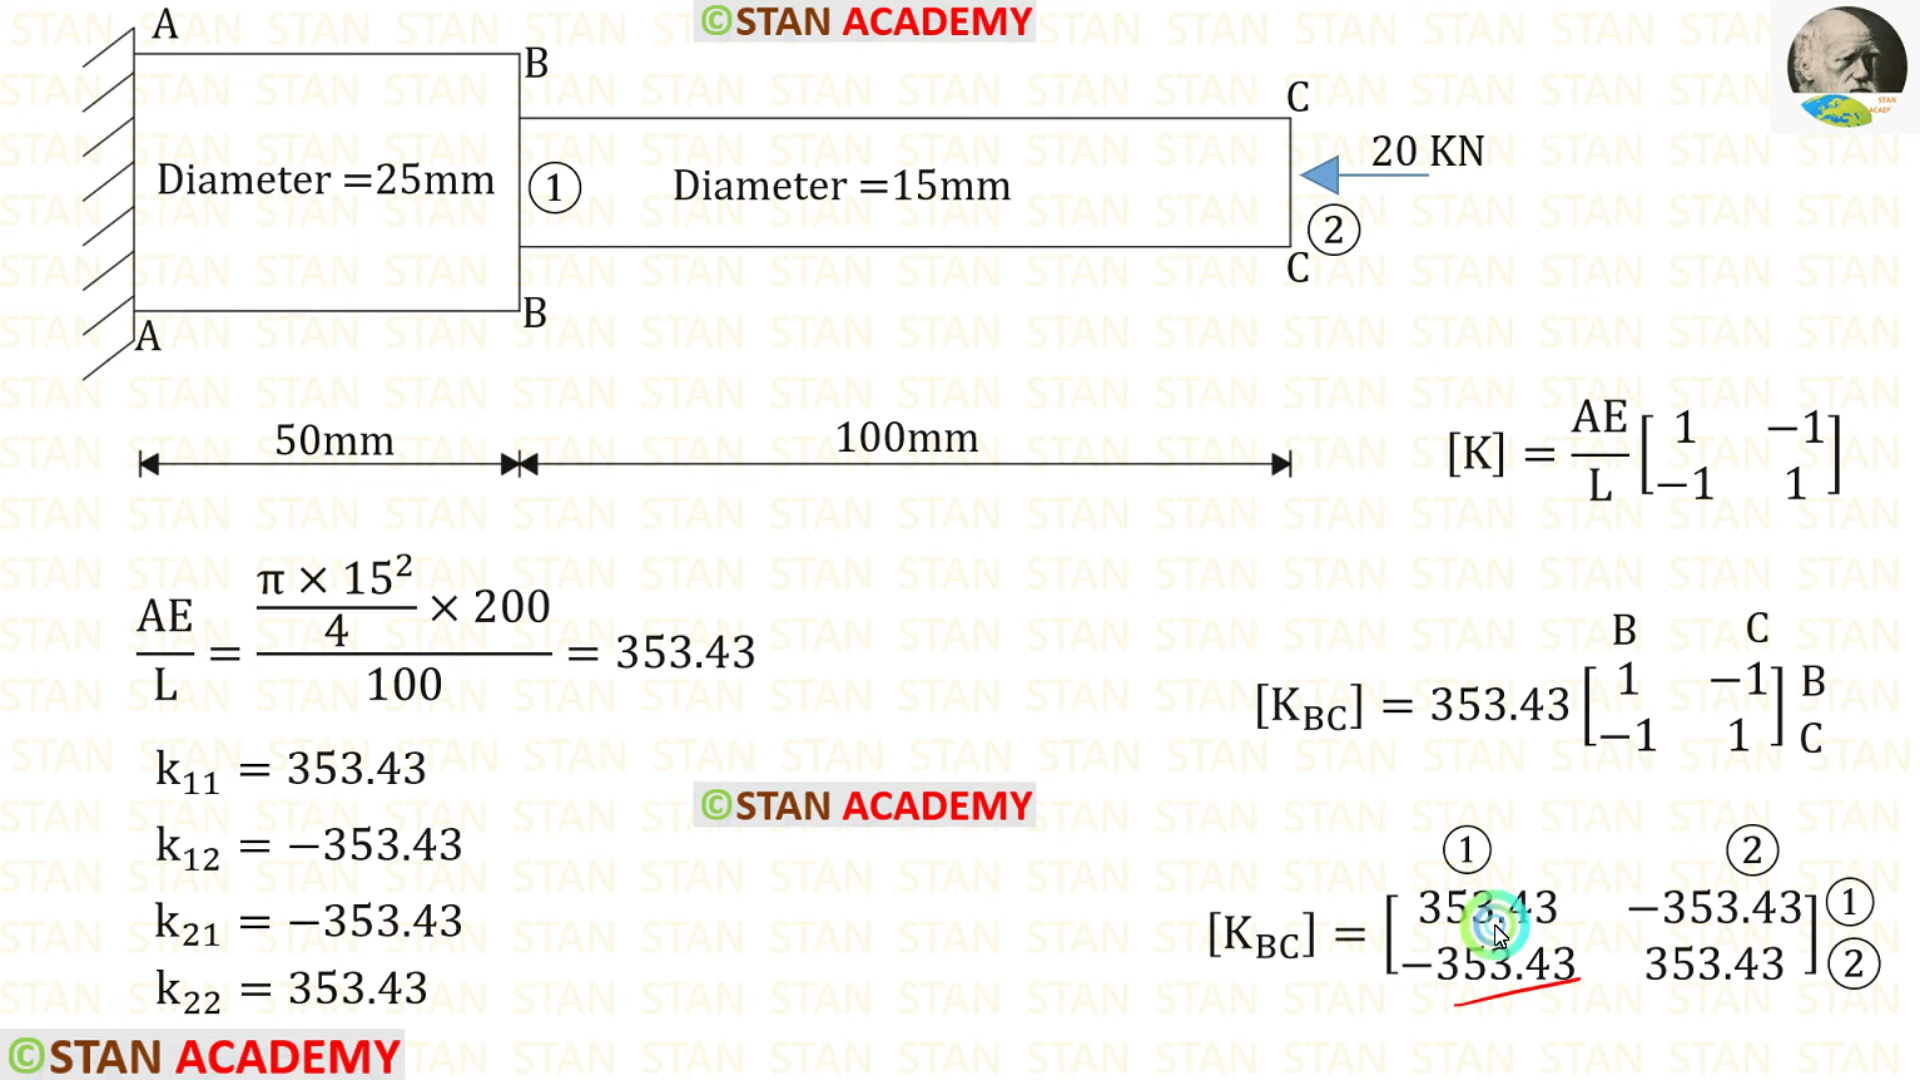 ©STAN ACADEMY
A
B
C
20 KN
Diameter =25mm
①
Diameter =15mm
②
C
B
A
STAN
ACADE
50mm
100mm
[K] = AE/L [1 −1
−1 1]
AE/L = (π × 15²/4 × 200)/100 = 353.43
B C
[K_BC] = 353.43 [1 −1] B
[−1 1] C
k₁₁ = 353.43
©STAN ACADEMY
k₁₂ = −353.43
k₂₁ = −353.43
k₂₂ = 353.43
① ②
[K_BC] = [353.43 −353.43] ①
[−353.43 353.43] ②
©STAN ACADEMY